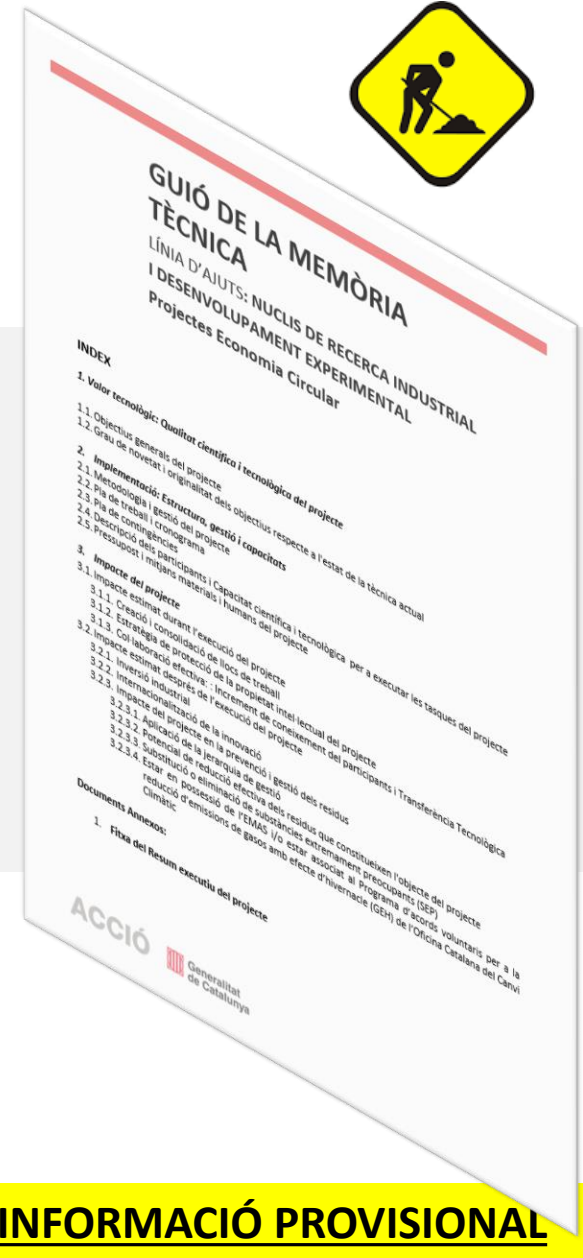 GUIÓ DE LA MEMÒRIA
TÈCNICA
LÍNIA D'AJUTS: NUCLIS DE RECERCA INDUSTRIAL
I DESENVOLUPAMENT EXPERIMENTAL
Projectes Economia Circular
INDEX
1. Valor tecnològic: Qualitat científica i tecnològica del projecte
1.1. Objectius generals del projecte
1.2. Grau de novetat i originalitat dels objectius respecte a l'estat de la tècnica actual
2. Implementació: Estructura, gestió i capacitats
2.1. Metodologia i gestió del projecte
2.2. Pla de treball i cronograma
2.3. Pla de contingències
2.4. Descripció dels participants i Capacitat científica i tecnològica per a executar les tasques del projecte
2.5. Pressupost i mitjans materials i humans del projecte
3. Impacte del projecte
3.1. Impacte estimat durant l'execució del projecte
3.1.1. Creació i consolidació de llocs de treball
3.1.2. Estratègia de protecció de la propietat intel·lectual del projecte
3.1.3. Col·laboració efectiva: : Increment de coneixement del participants i Transferència Tecnològica
3.2. Impacte estimat després de l'execució del projecte
3.2.1. Inversió industrial
3.2.2. Internacionalització de la innovació
3.2.3. Impacte del projecte en la prevenció i gestió dels residus
3.2.3.1. Aplicació de la jerarquia de gestió
3.2.3.2. Potencial de reducció efectiva dels residus que constitueixen l'objecte del projecte
3.2.3.3. Substitució o eliminació de substàncies extremament preocupants (SEP)
3.2.3.4. Estar en possessió de l'EMAS i/o estar associat al Programa d'acords voluntaris per a la
reducció d'emissions de gasos amb efecte d'hivernacle (GEH) de l'Oficina Catalana del Canvi
Climàtic
Documents Annexos:
1. Fitxa del Resum executiu del projecte
ACCIÓ
Generalitat
de Catalunya
INFORMACIÓ PROVISIONAL